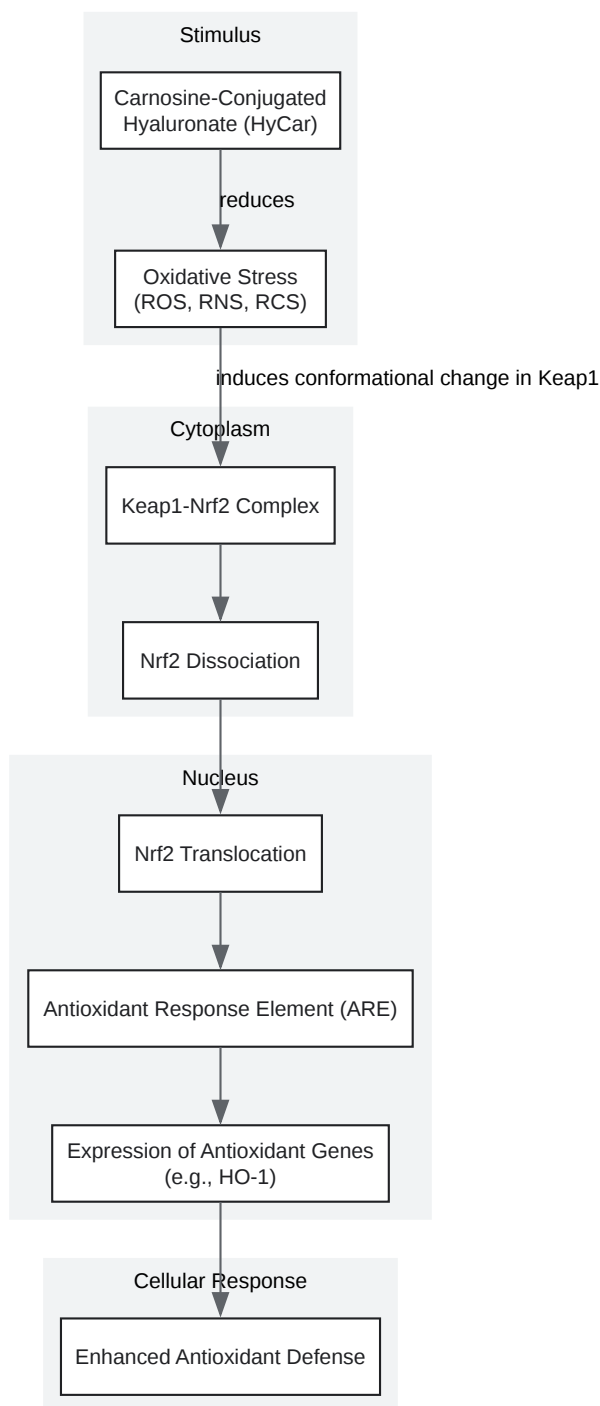 Stimulus
Carnosine-Conjugated
Hyaluronate (HyCar)
reduces
Oxidative Stress
(ROS, RNS, RCS)
induces conformational change in Keap1
Cytoplasm
Keap1-Nrf2 Complex
Nrf2 Dissociation
Nucleus
Nrf2 Translocation
Antioxidant Response Element (ARE)
Expression of Antioxidant Genes
(e.g., HO-1)
Cellular Response
Enhanced Antioxidant Defense